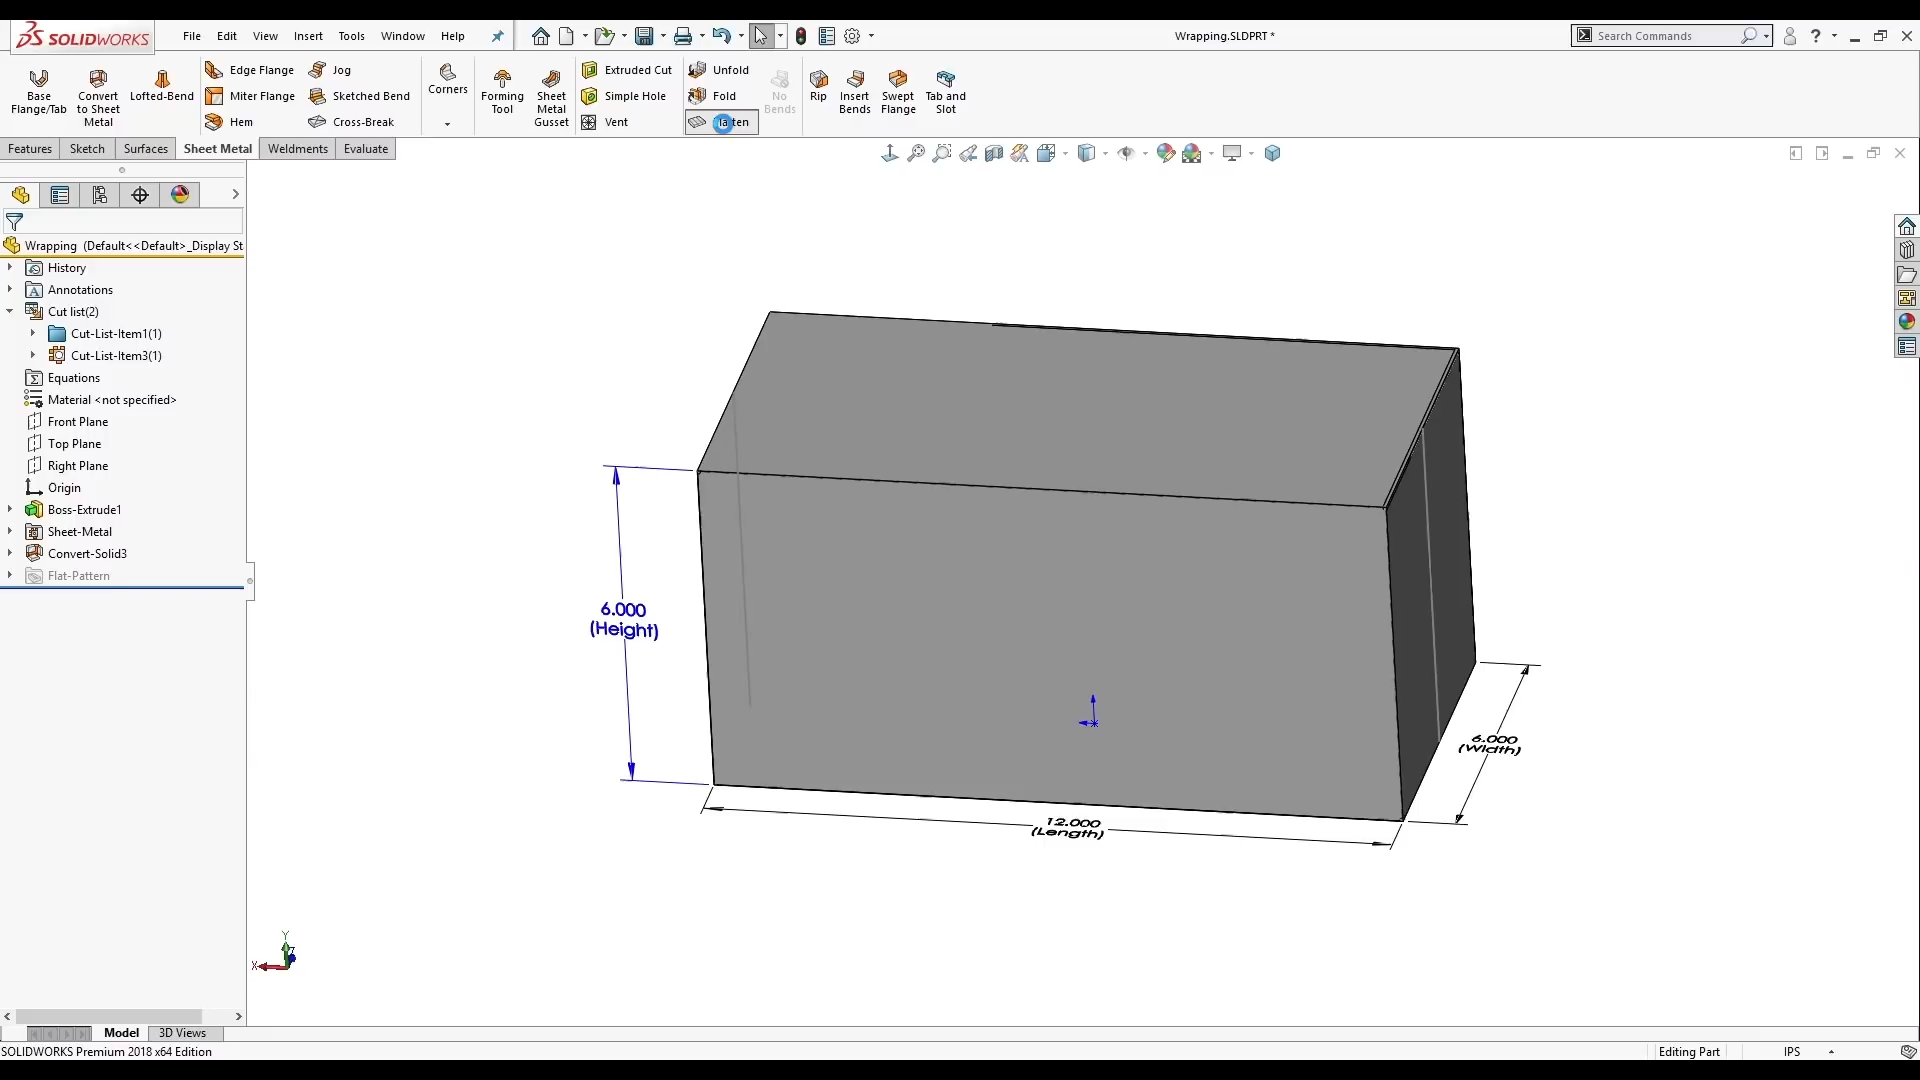 SOLIDWORKS
File Edit View Insert Tools Window Help
Wrapping.SLDPRT *
Search Commands
Base Flange/Tab
Convert to Sheet Metal
Lofted-Bend
Edge Flange
Miter Flange
Hem
Jog
Sketched Bend
Cross-Break
Corners
Forming Tool
Sheet Metal Gusset
Extruded Cut
Simple Hole
Vent
Unfold
Fold
No Bends
Rip
Insert Bends
Swept Flange
Tab and Slot
Features Sketch Surfaces Sheet Metal Weldments Evaluate
Wrapping (Default<<Default>_Display St
History
Annotations
Cut list(2)
Cut-List-Item1(1)
Cut-List-Item3(1)
Equations
Material <not specified>
Front Plane
Top Plane
Right Plane
Origin
Boss-Extrude1
Sheet-Metal
Convert-Solid3
Flat-Pattern
6.000
(Height)
6.000
(Width)
12.000
(Length)
Y
X
Model 3D Views
SOLIDWORKS Premium 2018 x64 Edition
Editing Part
IPS